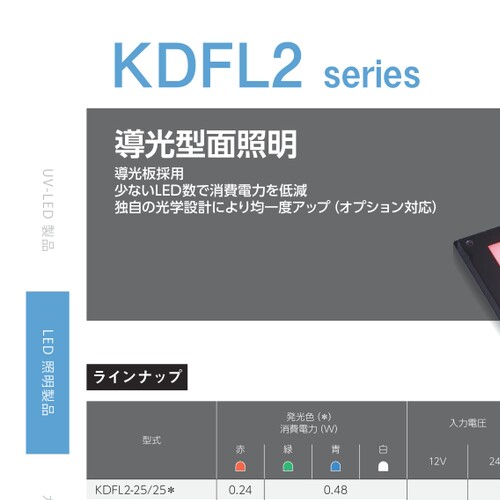 KDFL2 series
導光型面照明
導光板採用
少ないLED数で消費電力を低減
独自の光学設計により均一度アップ（オプション対応）
UV-LED 製品
LED 照明製品
ラインナップ
型式
発光色（＊）
消費電力（W）
入力電圧
赤 緑 青 白
12V 24
KDFL2-25/25＊ 0.24 0.48